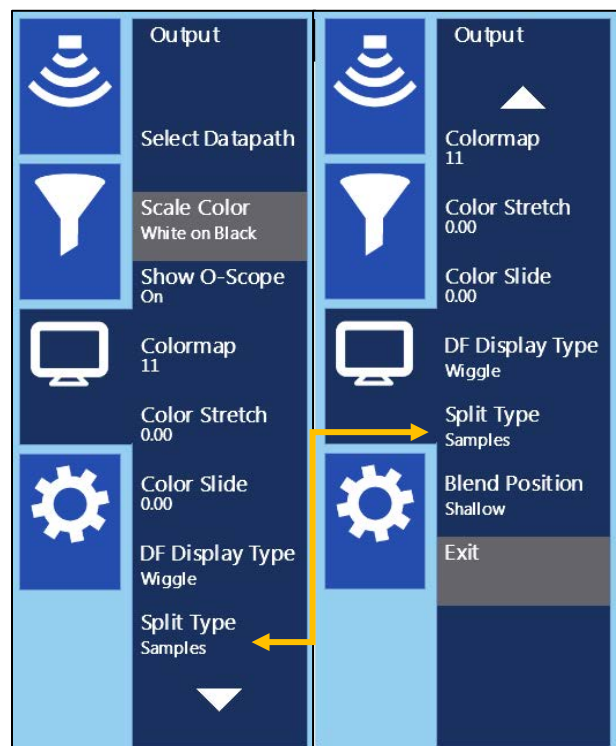 Output
Select Datapath
Scale Color
White on Black
Show O-Scope
On
Colormap
11
Color Stretch
0.00
Color Slide
0.00
DF Display Type
Wiggle
Split Type
Samples
Output
Colormap
11
Color Stretch
0.00
Color Slide
0.00
DF Display Type
Wiggle
Split Type
Samples
Blend Position
Shallow
Exit